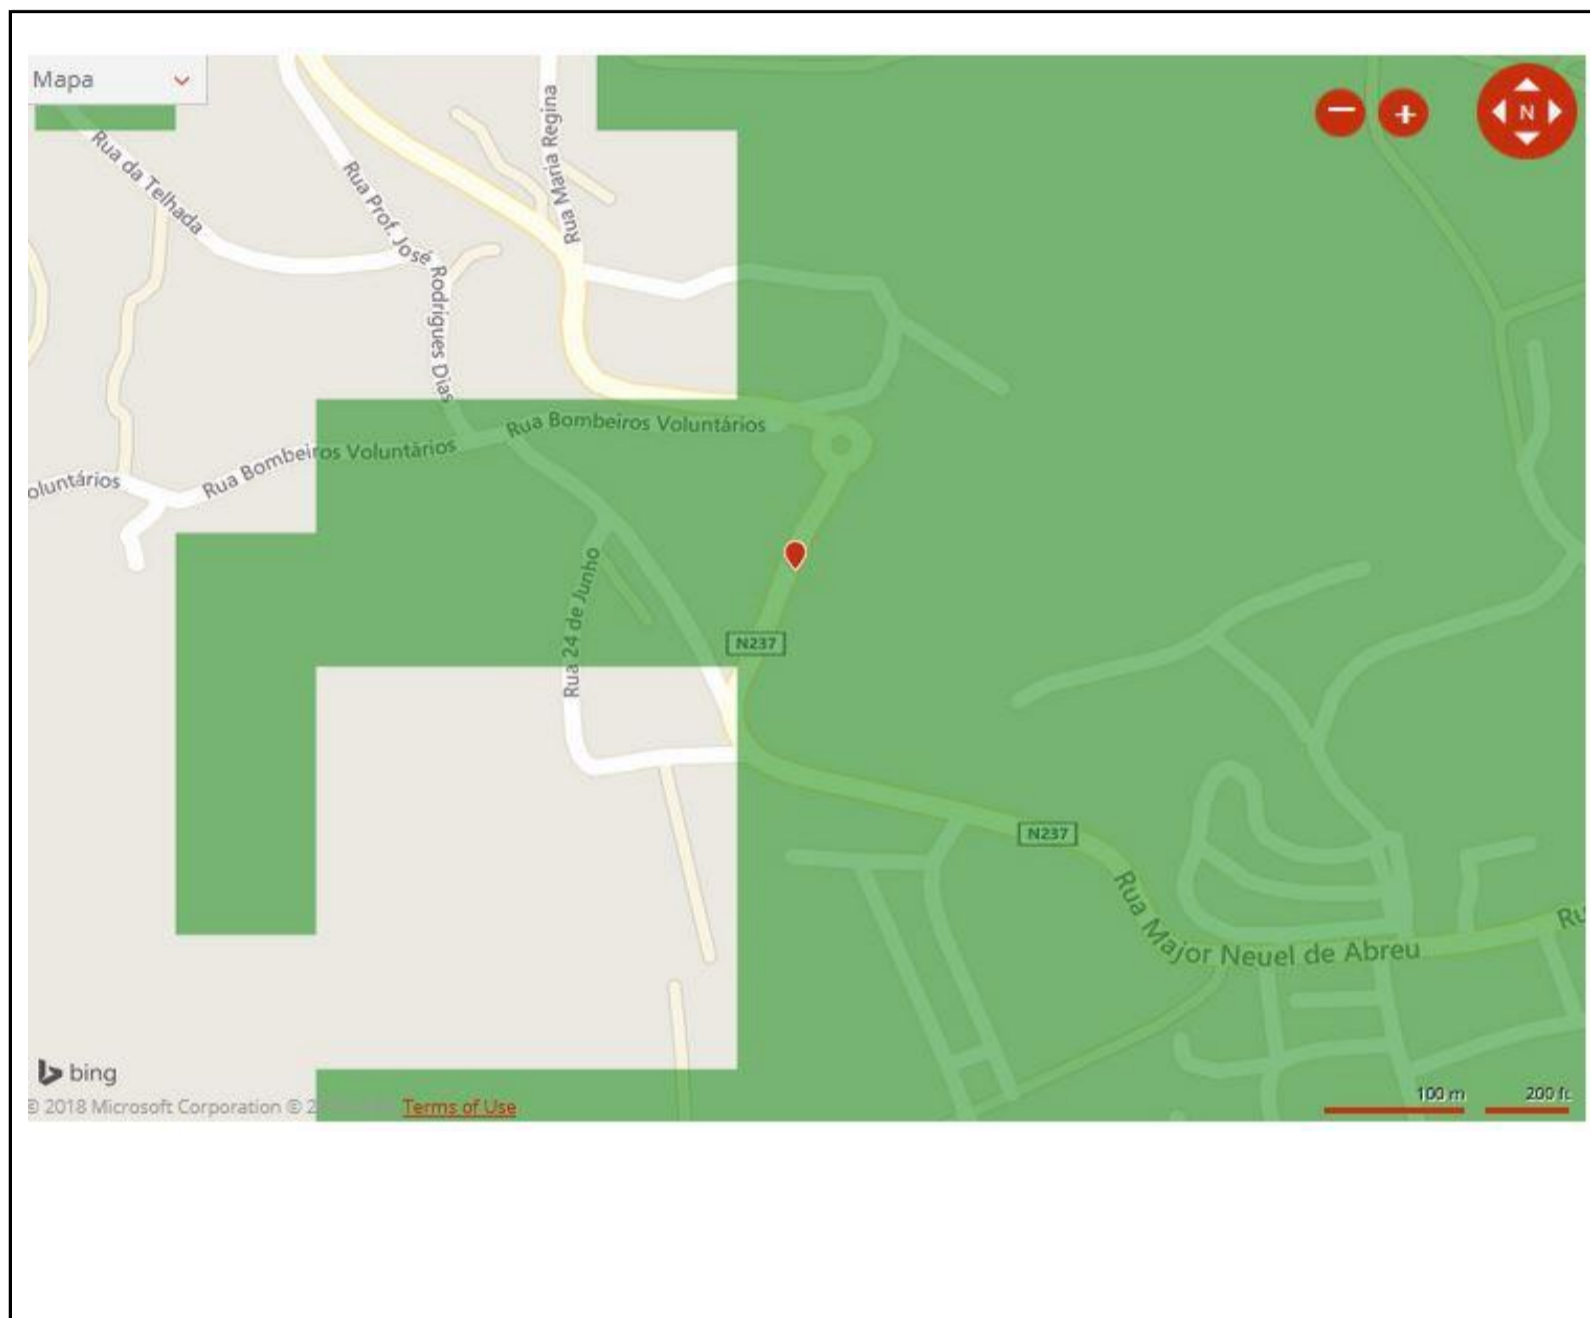 Mapa
N
Rua da Telhada
Rua Prof. José Rodrigues Dias
Rua Maria Regina
Rua Bombeiros Voluntários
Rua Bombeiros Voluntários
oluntários
Rua 24 de Junho
N237
N237
Rua Major Neuel de Abreu
Ru
bing
© 2018 Microsoft Corporation © 2
Terms of Use
100 m
200 ft